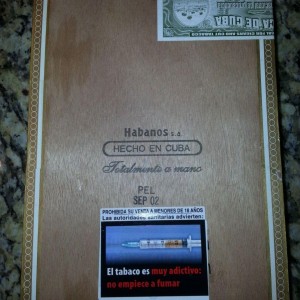 A DE CUBA
Habanos s.a.
HECHO EN CUBA
Totalmente a mano
PEL
SEP 02
PROHIBIDA SU VENTA A MENORES DE 18 AÑOS
Las autoridades sanitarias advierten:
El tabaco es muy adictivo:
no empiece a fumar